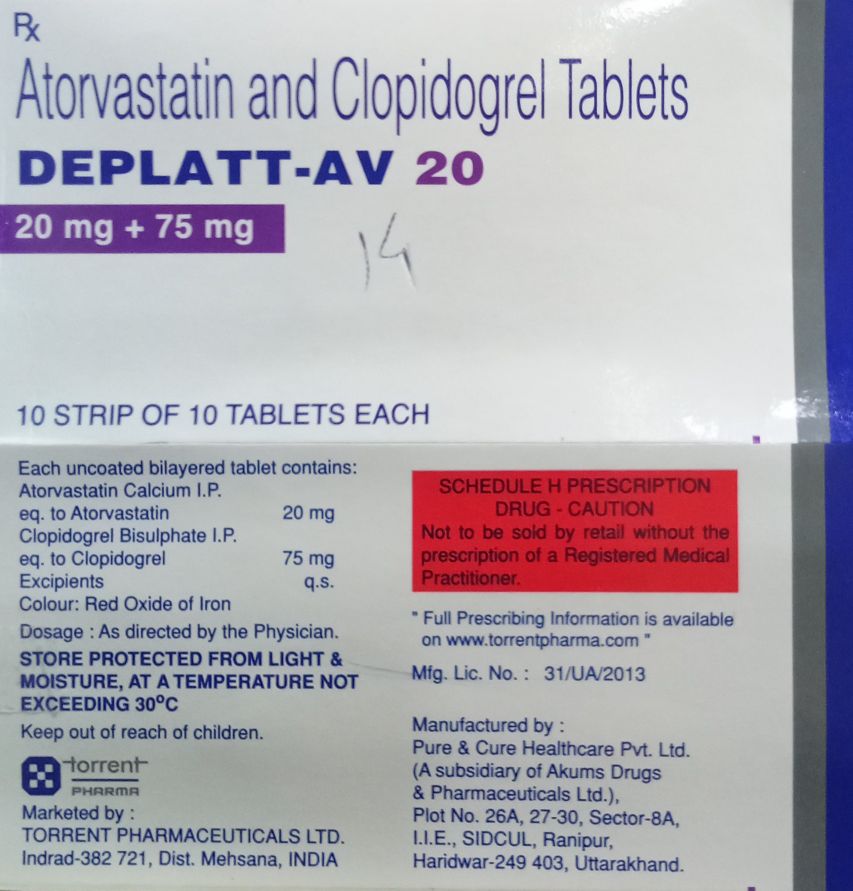 Rx
Atorvastatin and Clopidogrel Tablets
DEPLATT-AV 20
20 mg + 75 mg
14
10 STRIP OF 10 TABLETS EACH
Each uncoated bilayered tablet contains:
Atorvastatin Calcium I.P.
eq. to Atorvastatin 20 mg
Clopidogrel Bisulphate I.P.
eq. to Clopidogrel 75 mg
Excipients q.s.
Colour: Red Oxide of Iron
Dosage : As directed by the Physician.
STORE PROTECTED FROM LIGHT &
MOISTURE, AT A TEMPERATURE NOT
EXCEEDING 30°C
Keep out of reach of children.
torrent
PHARMA
Marketed by :
TORRENT PHARMACEUTICALS LTD.
Indrad-382 721, Dist. Mehsana, INDIA
SCHEDULE H PRESCRIPTION
DRUG - CAUTION
Not to be sold by retail without the
prescription of a Registered Medical
Practitioner.
" Full Prescribing Information is available
on www.torrentpharma.com "
Mfg. Lic. No. : 31/UA/2013
Manufactured by :
Pure & Cure Healthcare Pvt. Ltd.
(A subsidiary of Akums Drugs
& Pharmaceuticals Ltd.),
Plot No. 26A, 27-30, Sector-8A,
I.I.E., SIDCUL, Ranipur,
Haridwar-249 403, Uttarakhand.